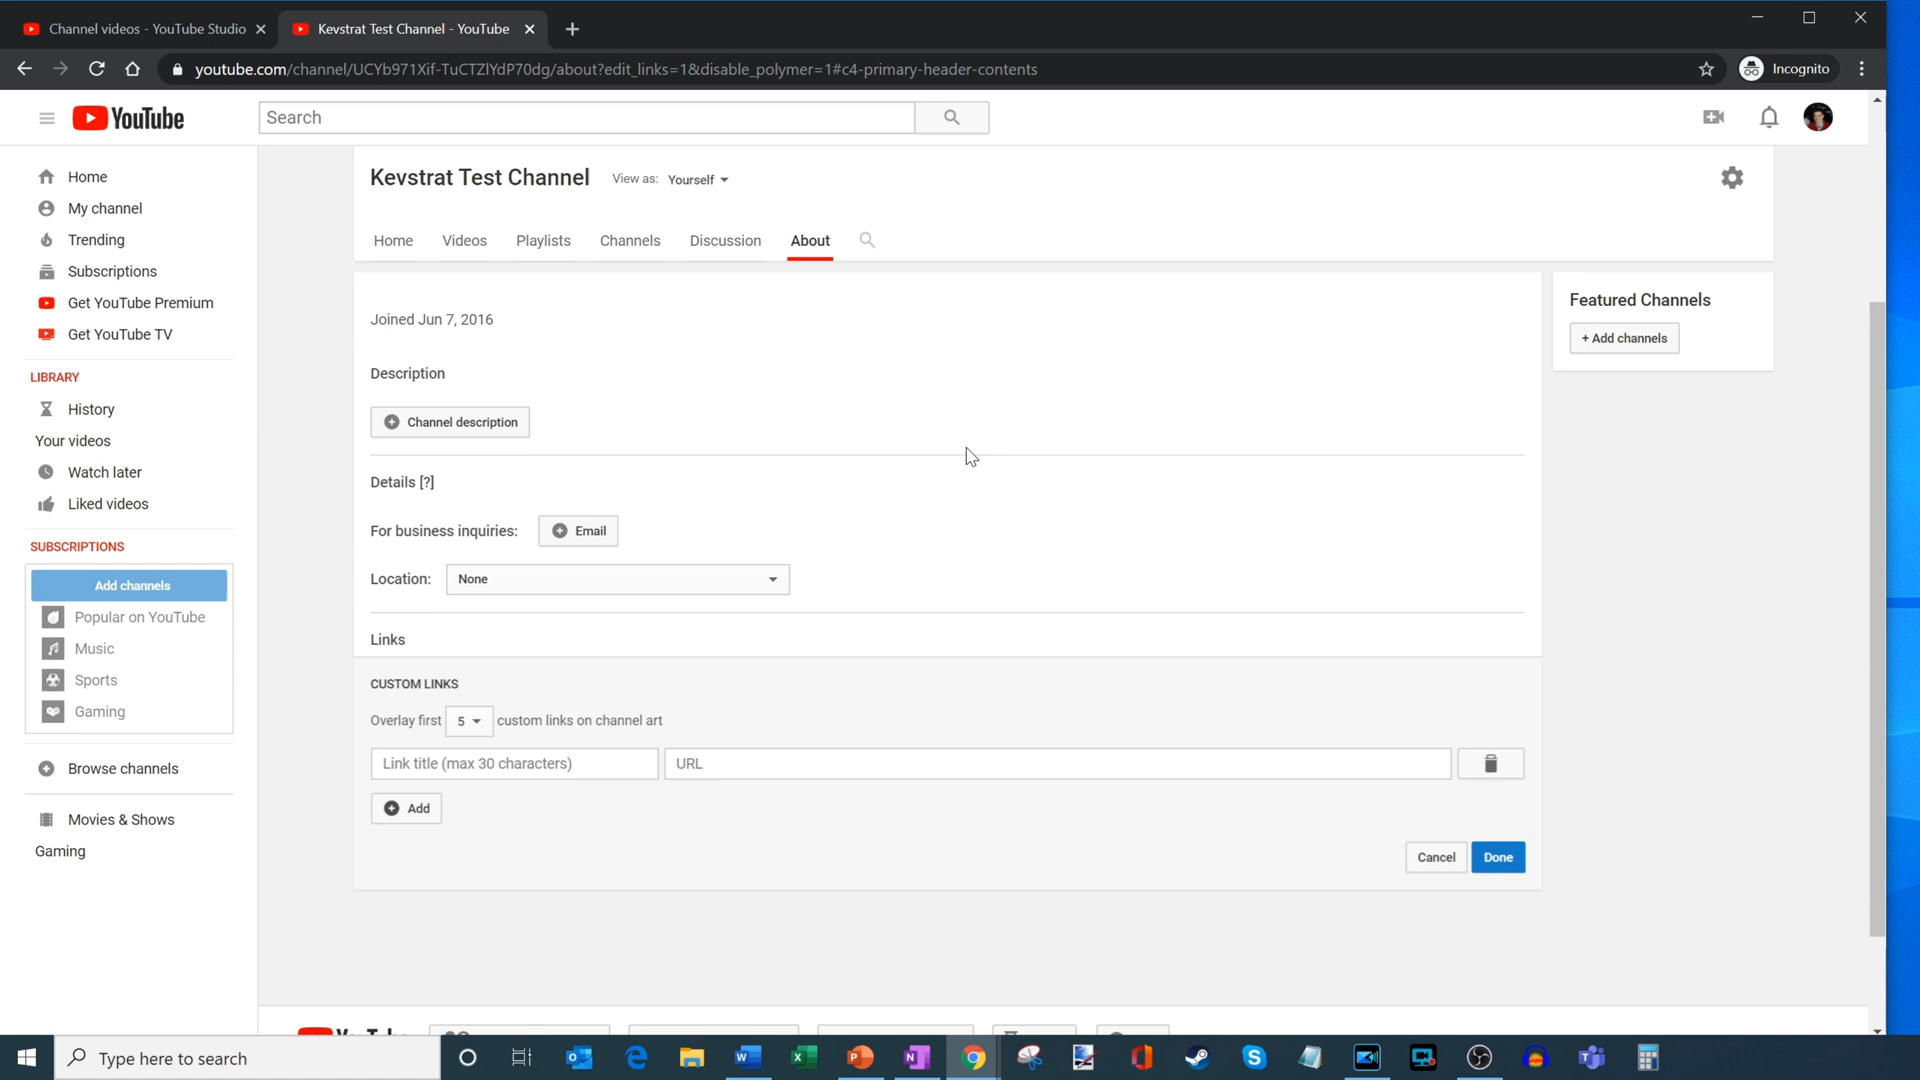 Channel videos - YouTube Studio
Kevstrat Test Channel - YouTube
youtube.com/channel/UCYb971Xif-TuCTZlYdP70dg/about?edit_links=1&disable_polymer=1#c4-primary-header-contents
Incognito
YouTube
Search
Home
My channel
Trending
Subscriptions
Get YouTube Premium
Get YouTube TV
LIBRARY
History
Your videos
Watch later
Liked videos
SUBSCRIPTIONS
Add channels
Popular on YouTube
Music
Sports
Gaming
Browse channels
Movies & Shows
Gaming
Kevstrat Test Channel View as: Yourself
Home Videos Playlists Channels Discussion About
Joined Jun 7, 2016
Description
Channel description
Details [?]
For business inquiries: Email
Location: None
Links
CUSTOM LINKS
Overlay first 5 custom links on channel art
Link title (max 30 characters) URL
Add
Cancel Done
Featured Channels
+ Add channels
Type here to search